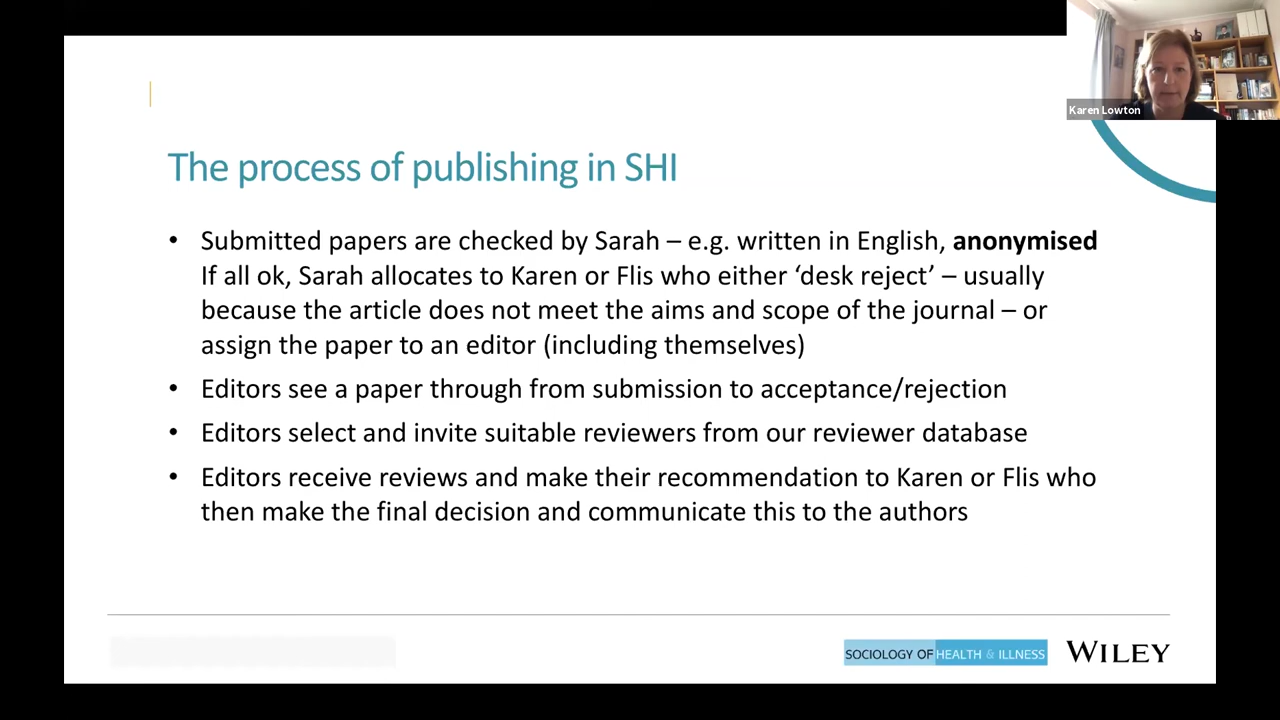 Karen Lowton
The process of publishing in SHI
• Submitted papers are checked by Sarah – e.g. written in English, anonymised
If all ok, Sarah allocates to Karen or Flis who either ‘desk reject’ – usually
because the article does not meet the aims and scope of the journal – or
assign the paper to an editor (including themselves)
• Editors see a paper through from submission to acceptance/rejection
• Editors select and invite suitable reviewers from our reviewer database
• Editors receive reviews and make their recommendation to Karen or Flis who
then make the final decision and communicate this to the authors
SOCIOLOGY OF HEALTH & ILLNESS
WILEY